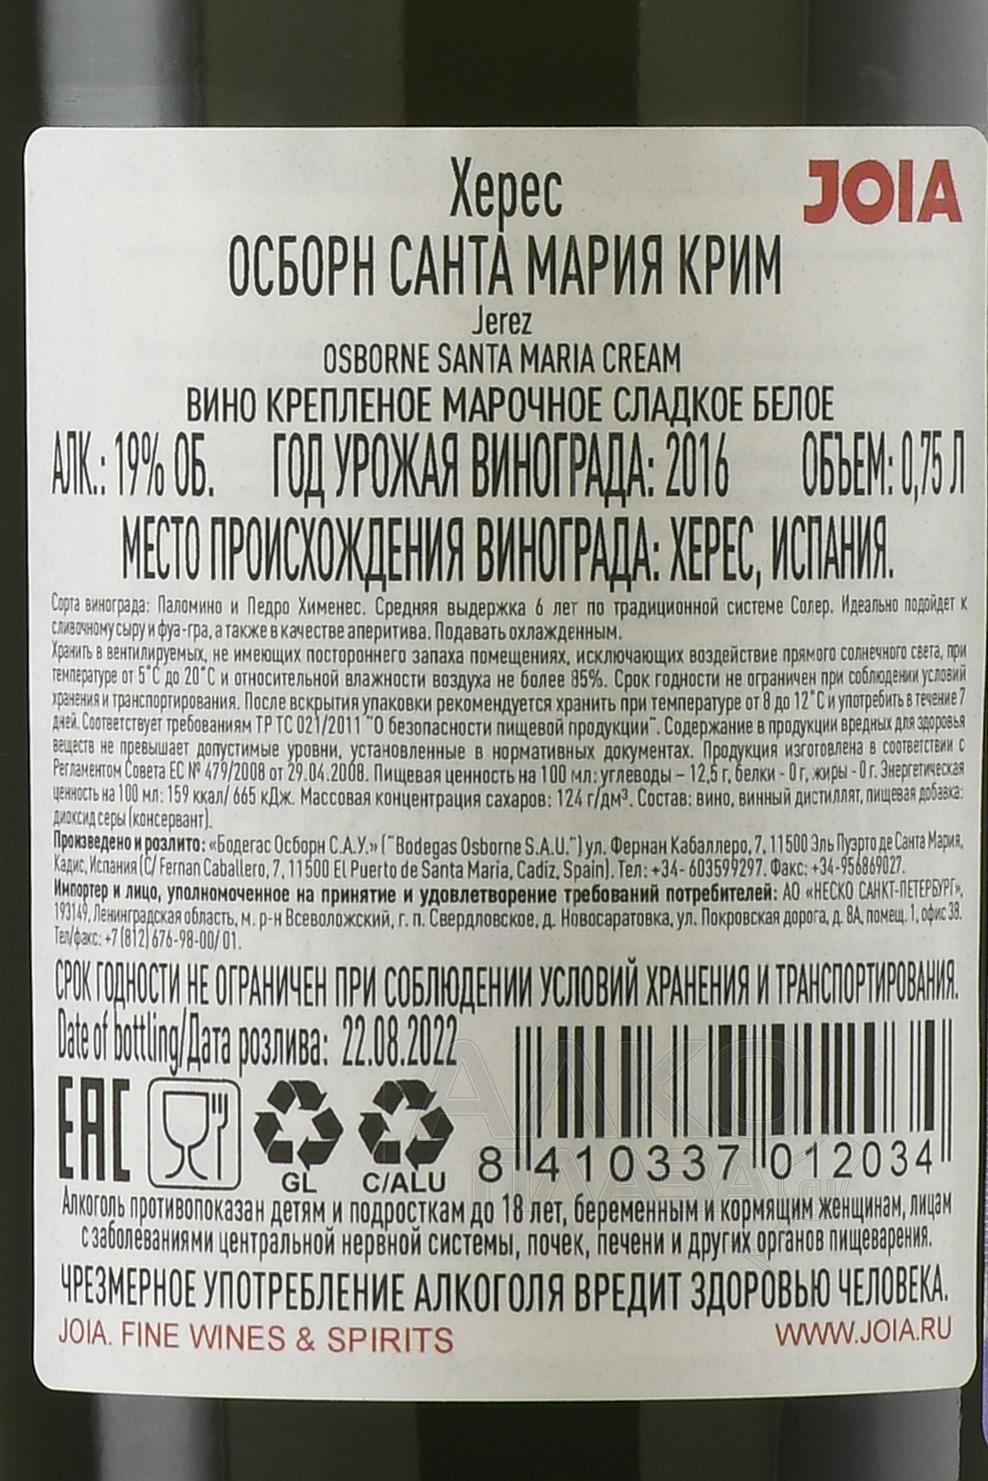 Херес
JOIA
ОСБОРН САНТА МАРИЯ КРИМ
Jerez
OSBORNE SANTA MARIA CREAM
ВИНО КРЕПЛЕНОЕ МАРОЧНОЕ СЛАДКОЕ БЕЛОЕ
АЛК.: 19% ОБ. ГОД УРОЖАЯ ВИНОГРАДА: 2016 ОБЪЕМ: 0,75 Л
МЕСТО ПРОИСХОЖДЕНИЯ ВИНОГРАДА: ХЕРЕС, ИСПАНИЯ.
Сорта винограда: Паломино и Педро Хименес. Средняя выдержка 6 лет по традиционной системе Солер. Идеально подойдет к
сливочному сыру и фуа-гра, а также в качестве аперитива. Подавать охлажденным.
Хранить в вентилируемых, не имеющих постороннего запаха помещениях, исключающих воздействие прямого солнечного света, при
температуре от 5˚С до 20˚С и относительной влажности воздуха не более 85%. Срок годности не ограничен при соблюдении условий
хранения и транспортирования. После вскрытия упаковки рекомендуется хранить при температуре от 8 до 12˚С и употребить в течение 7
дней. Соответствует требованиям ТР ТС 021/2011 "О безопасности пищевой продукции". Содержание в продукции вредных для здоровья
веществ не превышает допустимые уровни, установленные в нормативных документах. Продукция изготовлена в соответствии с
Регламентом Совета ЕС № 479/2008 от 29.04.2008. Пищевая ценность на 100 мл: углеводы – 12,5 г, белки - 0 г, жиры - 0 г. Энергетическая
ценность на 100 мл: 159 ккал/ 665 кДж. Массовая концентрация сахаров: 124 г/дм³. Состав: вино, винный дистиллят, пищевая добавка:
диоксид серы (консервант).
Произведено и розлито: «Бодегас Осборн С.А.У.» ("Bodegas Osborne S.A.U.") ул. Фернан Кабаллеро, 7, 11500 Эль Пуэрто де Санта Мария,
Кадис, Испания (C/ Fernan Caballero, 7, 11500 El Puerto de Santa Maria, Cadiz, Spain). Тел: +34- 603599297. Факс: +34-956869027.
Импортер и лицо, уполномоченное на принятие и удовлетворение требований потребителей: АО «НЕСКО САНКТ-ПЕТЕРБУРГ»,
193149, Ленинградская область, м. р-н Всеволожский, г. п. Свердловское, д. Новосаратовка, ул. Покровская дорога, д. 8А, помещ. 1, офис 38.
Тел/факс: +7 (812) 676-98-00/ 01.
СРОК ГОДНОСТИ НЕ ОГРАНИЧЕН ПРИ СОБЛЮДЕНИИ УСЛОВИЙ ХРАНЕНИЯ И ТРАНСПОРТИРОВАНИЯ.
Date of bottling/Дата розлива: 22.08.2022
ЕАС
GL C/ALU
8 410337 012034
АЛКО
ПЛАЗА.ru
Алкоголь противопоказан детям и подросткам до 18 лет, беременным и кормящим женщинам, лицам
с заболеваниями центральной нервной системы, почек, печени и других органов пищеварения.
ЧРЕЗМЕРНОЕ УПОТРЕБЛЕНИЕ АЛКОГОЛЯ ВРЕДИТ ЗДОРОВЬЮ ЧЕЛОВЕКА.
JOIA. FINE WINES & SPIRITS
WWW.JOIA.RU